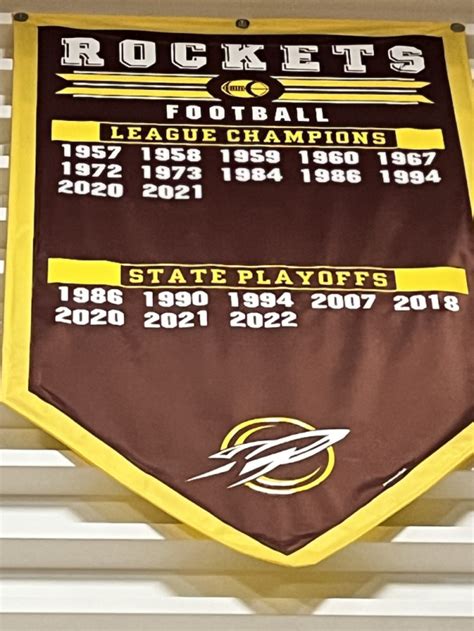 ROCKETS
FOOTBALL
LEAGUE CHAMPIONS
1957 1958 1959 1960 1967
1972 1973 1984 1986 1994
2020 2021
STATE PLAYOFFS
1986 1990 1994 2007 2018
2020 2021 2022